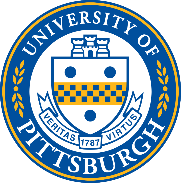 UNIVERSITY OF
VERITAS 1787 VIRTUS
PITTSBURGH